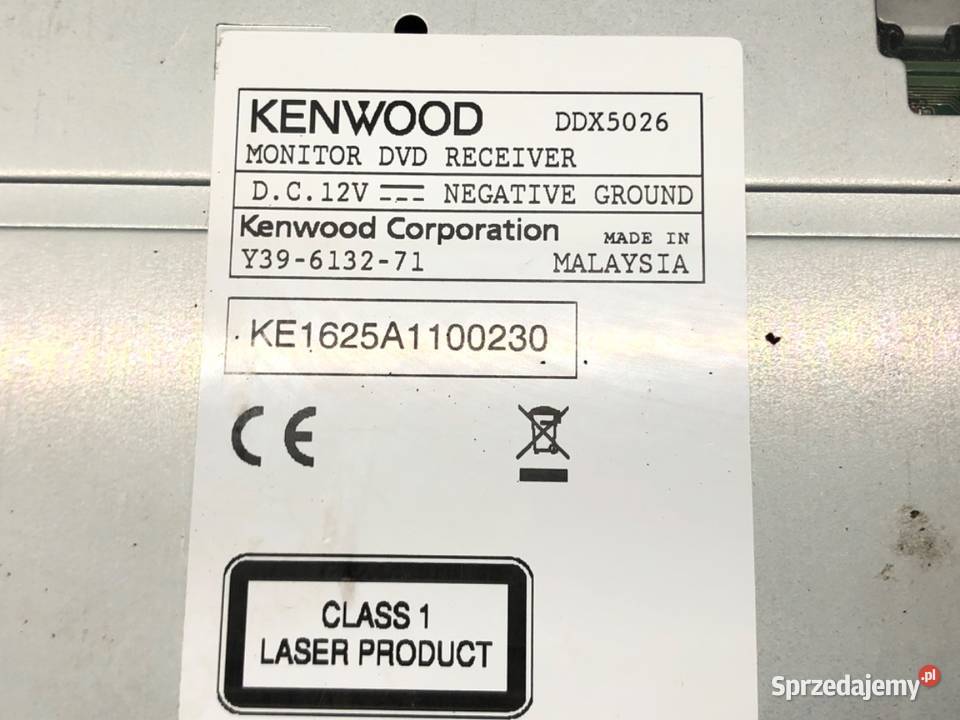 KENWOOD DDX5026
MONITOR DVD RECEIVER
D.C.12V NEGATIVE GROUND
Kenwood Corporation MADE IN
Y39-6132-71 MALAYSIA
KE1625A1100230
CE
CLASS 1
LASER PRODUCT
Sprzedajemy.pl